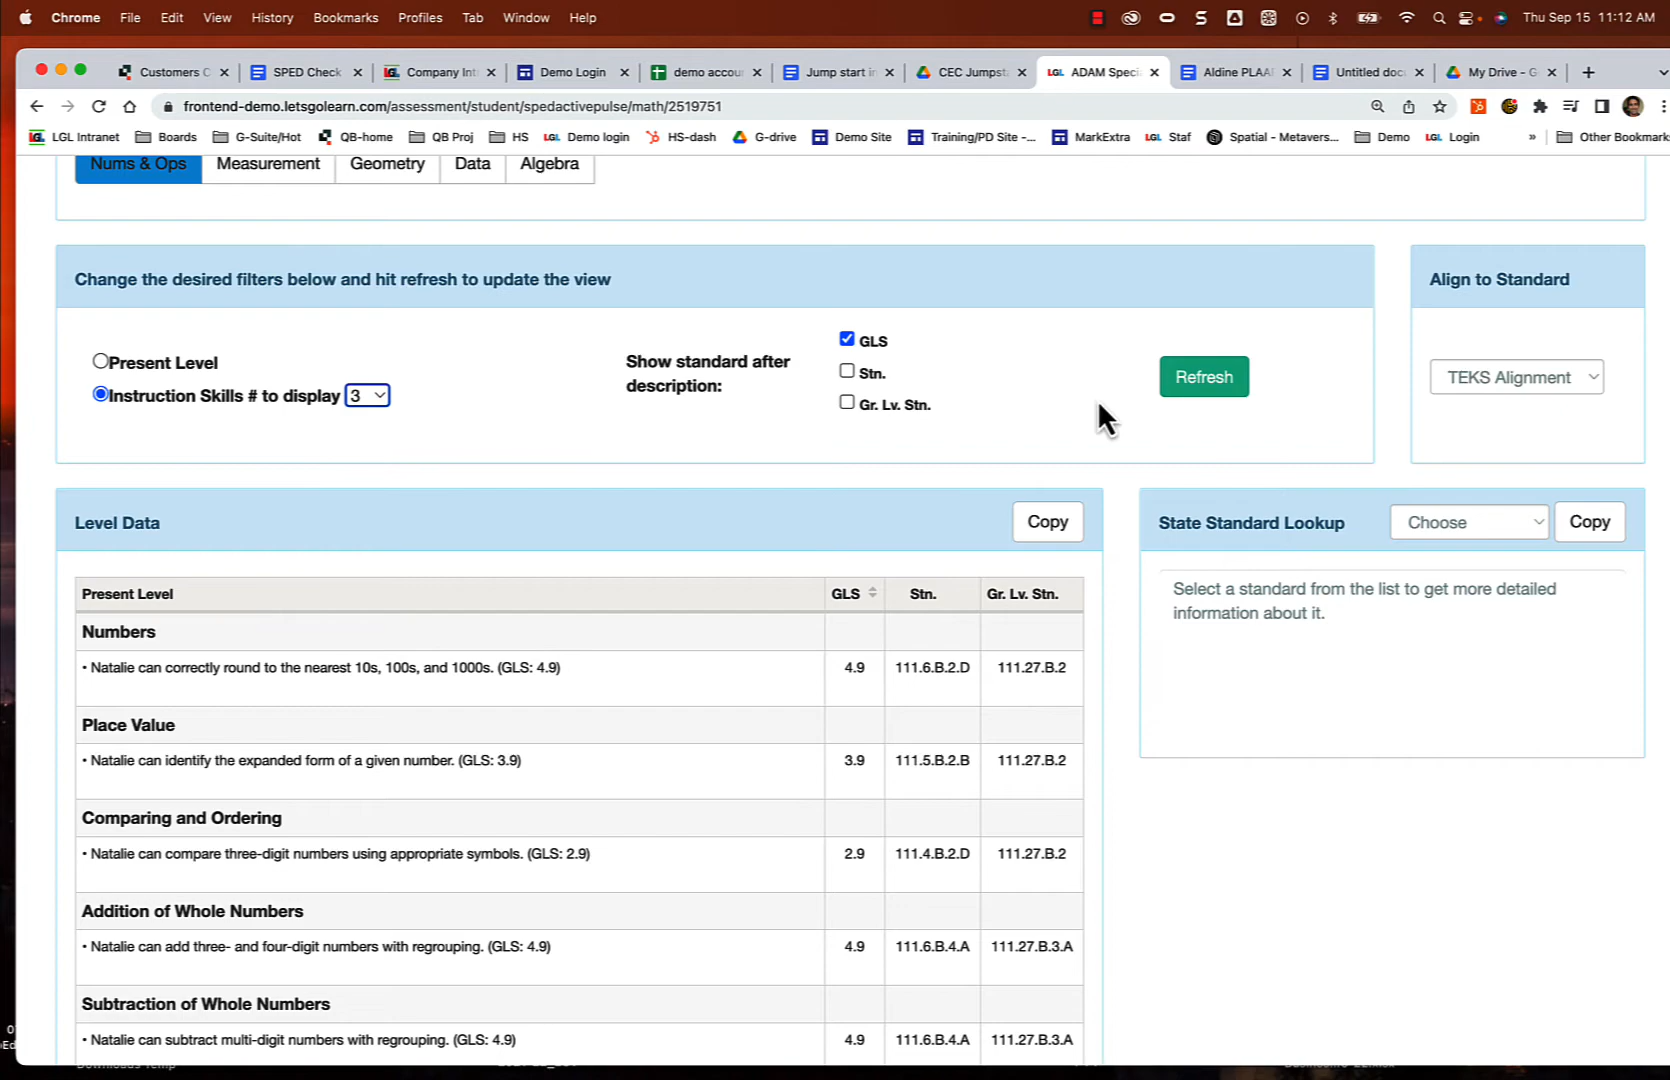 Chrome File Edit View History Bookmarks Profiles Tab Window Help Thu Sep 15 11:12 AM
Customers C SPED Check Company Int Demo Login demo accou Jump start in CEC Jumpst ADAM Speci Aldine PLAA Untitled doc My Drive - G
frontend-demo.letsgolearn.com/assessment/student/spedactivepulse/math/2519751
LGL Intranet Boards G-Suite/Hot QB-home QB Proj HS LGL Demo login HS-dash G-drive Demo Site Training/PD Site -... MarkExtra LGL Staf Spatial - Metavers... Demo LGL Login » Other Bookmarks
Nums & Ops Measurement Geometry Data Algebra
Change the desired filters below and hit refresh to update the view
Align to Standard
Present Level
Instruction Skills # to display 3
Show standard after
description:
GLS
Stn.
Gr. Lv. Stn.
Refresh
TEKS Alignment
Level Data Copy
State Standard Lookup Choose Copy
Select a standard from the list to get more detailed
information about it.
Present Level GLS Stn. Gr. Lv. Stn.
Numbers
• Natalie can correctly round to the nearest 10s, 100s, and 1000s. (GLS: 4.9) 4.9 111.6.B.2.D 111.27.B.2
Place Value
• Natalie can identify the expanded form of a given number. (GLS: 3.9) 3.9 111.5.B.2.B 111.27.B.2
Comparing and Ordering
• Natalie can compare three-digit numbers using appropriate symbols. (GLS: 2.9) 2.9 111.4.B.2.D 111.27.B.2
Addition of Whole Numbers
• Natalie can add three- and four-digit numbers with regrouping. (GLS: 4.9) 4.9 111.6.B.4.A 111.27.B.3.A
Subtraction of Whole Numbers
• Natalie can subtract multi-digit numbers with regrouping. (GLS: 4.9) 4.9 111.6.B.4.A 111.27.B.3.A